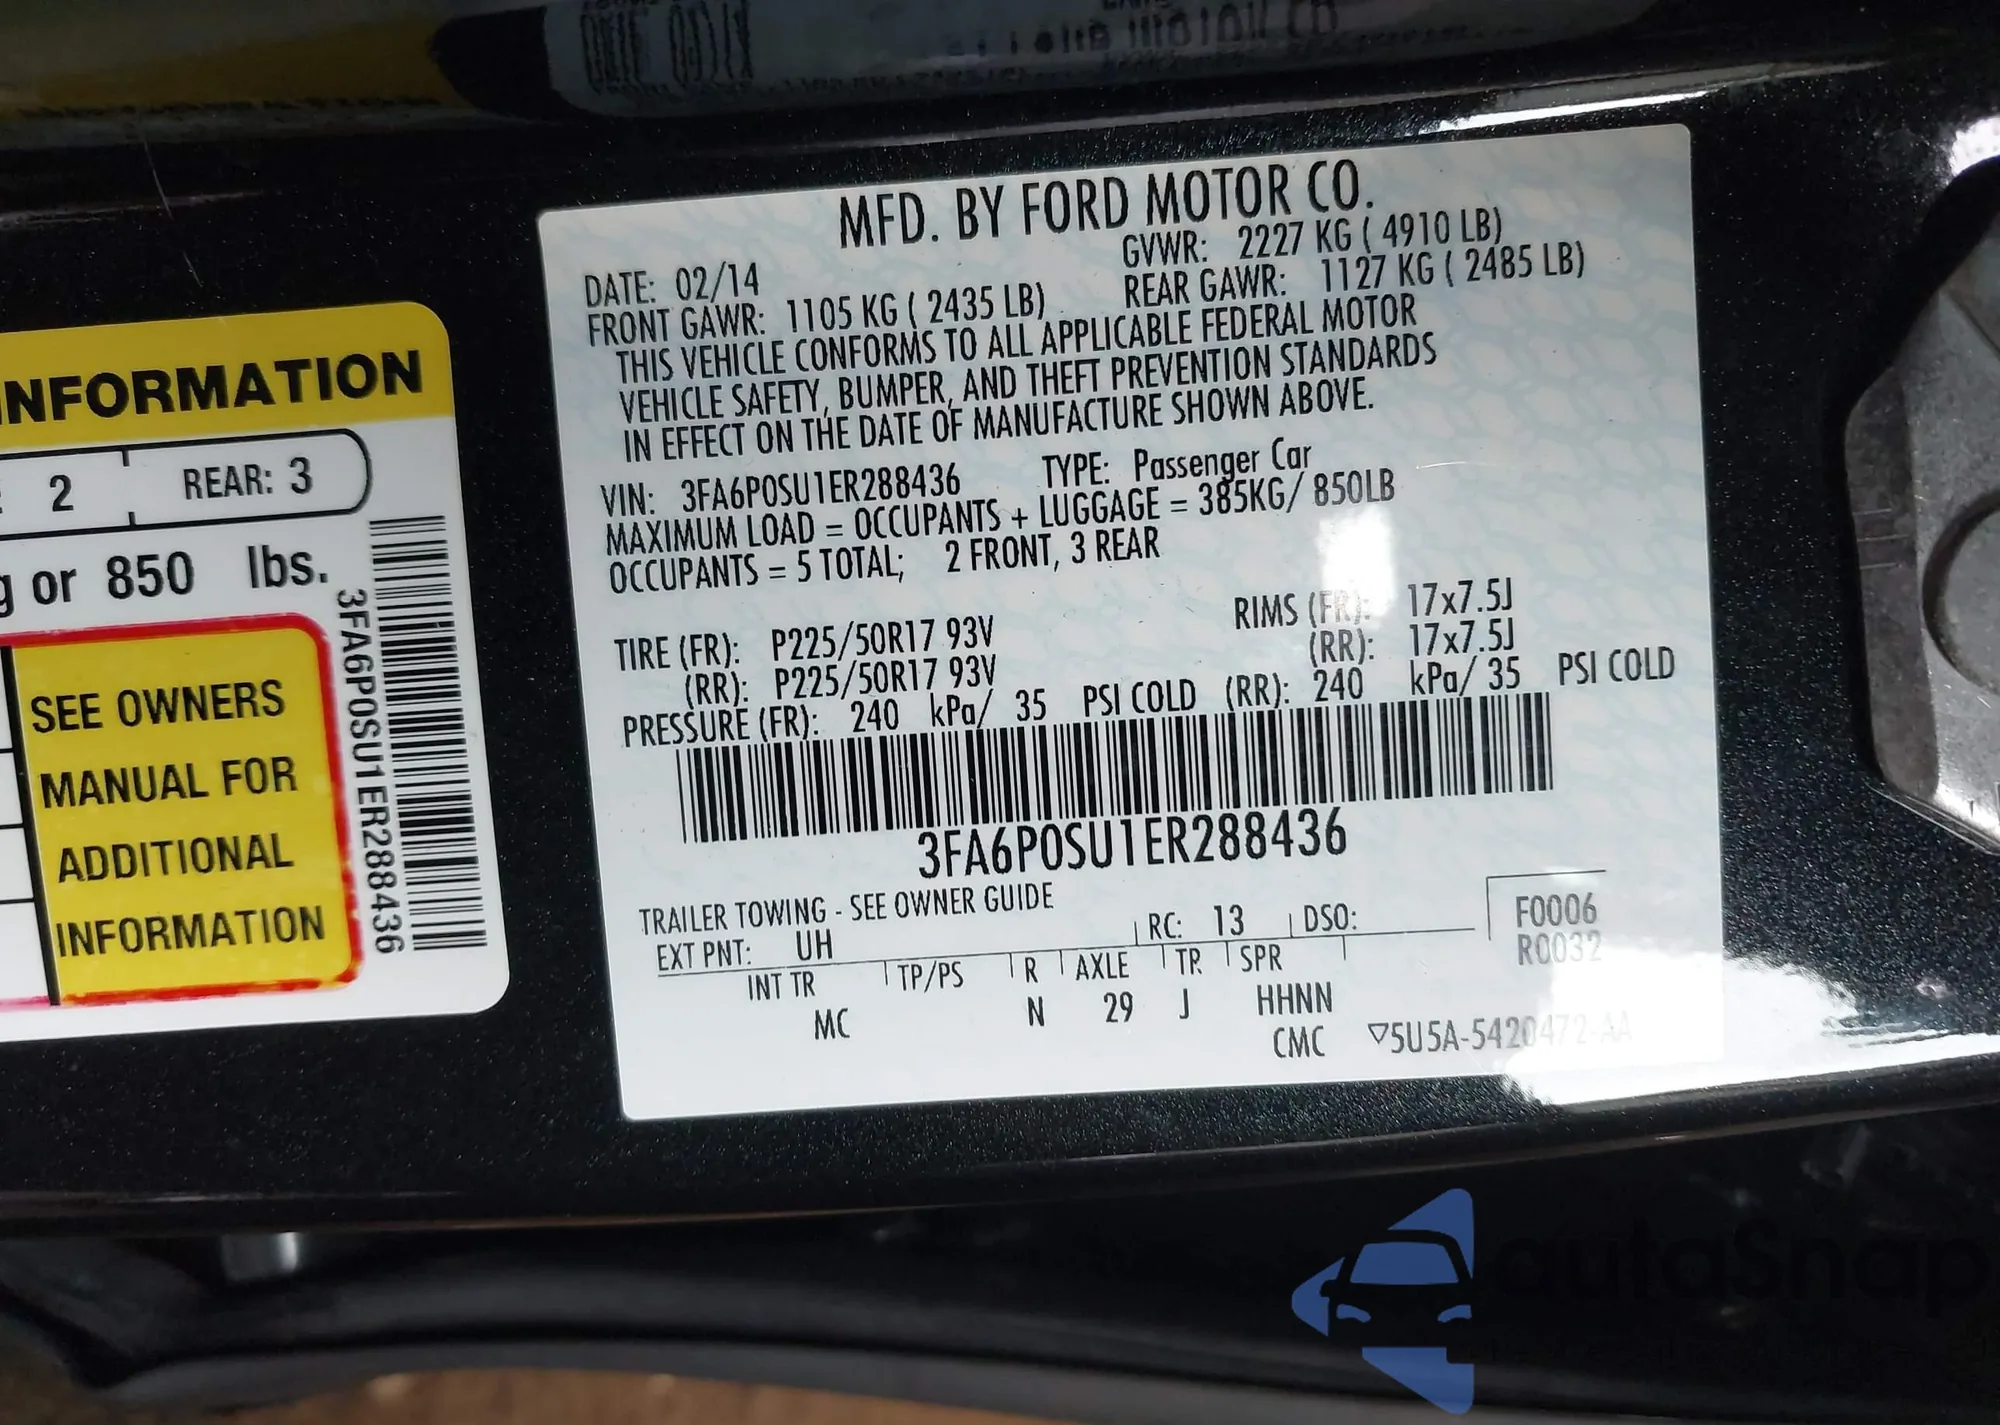 MFD. BY FORD MOTOR CO.
DATE: 02/14 GVWR: 2227 KG ( 4910 LB)
FRONT GAWR: 1105 KG ( 2435 LB) REAR GAWR: 1127 KG ( 2485 LB)
THIS VEHICLE CONFORMS TO ALL APPLICABLE FEDERAL MOTOR
VEHICLE SAFETY, BUMPER, AND THEFT PREVENTION STANDARDS
IN EFFECT ON THE DATE OF MANUFACTURE SHOWN ABOVE.
VIN: 3FA6P0SU1ER288436 TYPE: Passenger Car
MAXIMUM LOAD = OCCUPANTS + LUGGAGE = 385KG/ 850LB
OCCUPANTS = 5 TOTAL; 2 FRONT, 3 REAR
TIRE (FR): P225/50R17 93V RIMS (FR): 17x7.5J
(RR): P225/50R17 93V (RR): 17x7.5J
PRESSURE (FR): 240 kPa/ 35 PSI COLD (RR): 240 kPa/ 35 PSI COLD
3FA6P0SU1ER288436
TRAILER TOWING - SEE OWNER GUIDE
EXT PNT: UH RC: 13 DSO: F0006
R0032
INT TR TP/PS R AXLE TR SPR
MC N 29 J HHNN
CMC ▽5U5A-5420472-AA
INFORMATION
2 REAR: 3
or 850 lbs.
SEE OWNERS
MANUAL FOR
ADDITIONAL
INFORMATION
3FA6P0SU1ER288436
autoSnap